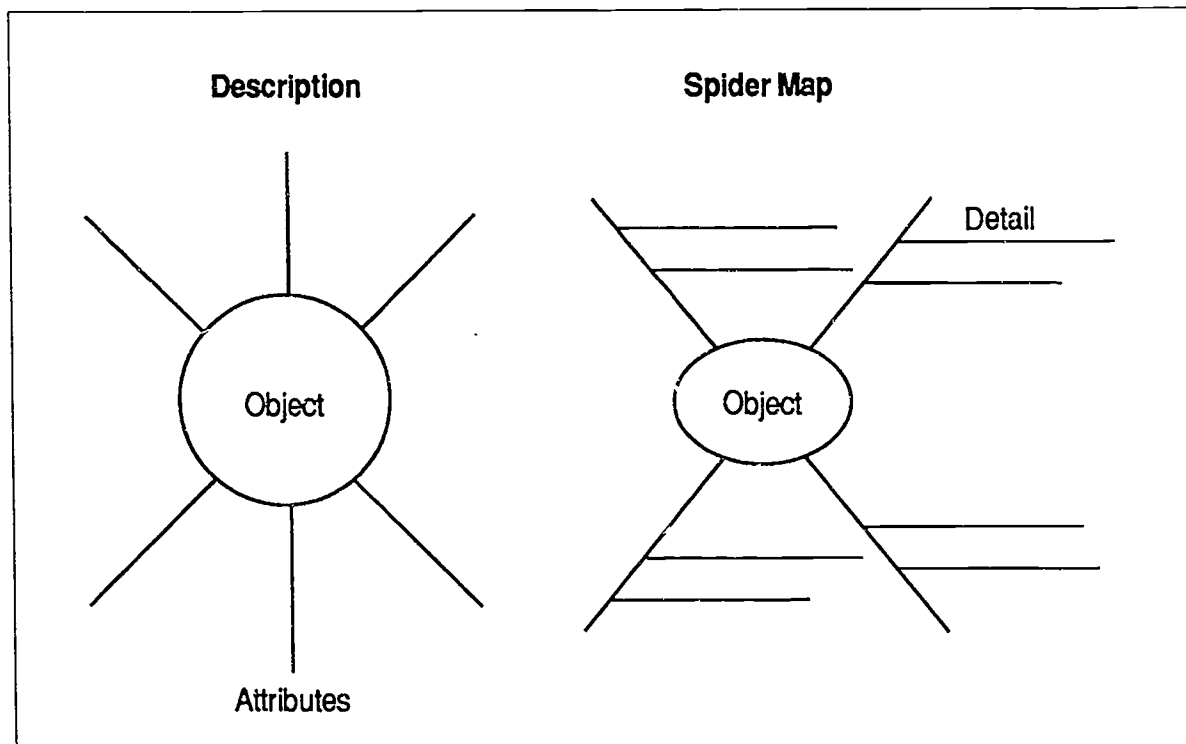 Description
Object
Attributes
Spider Map
Detail
Object